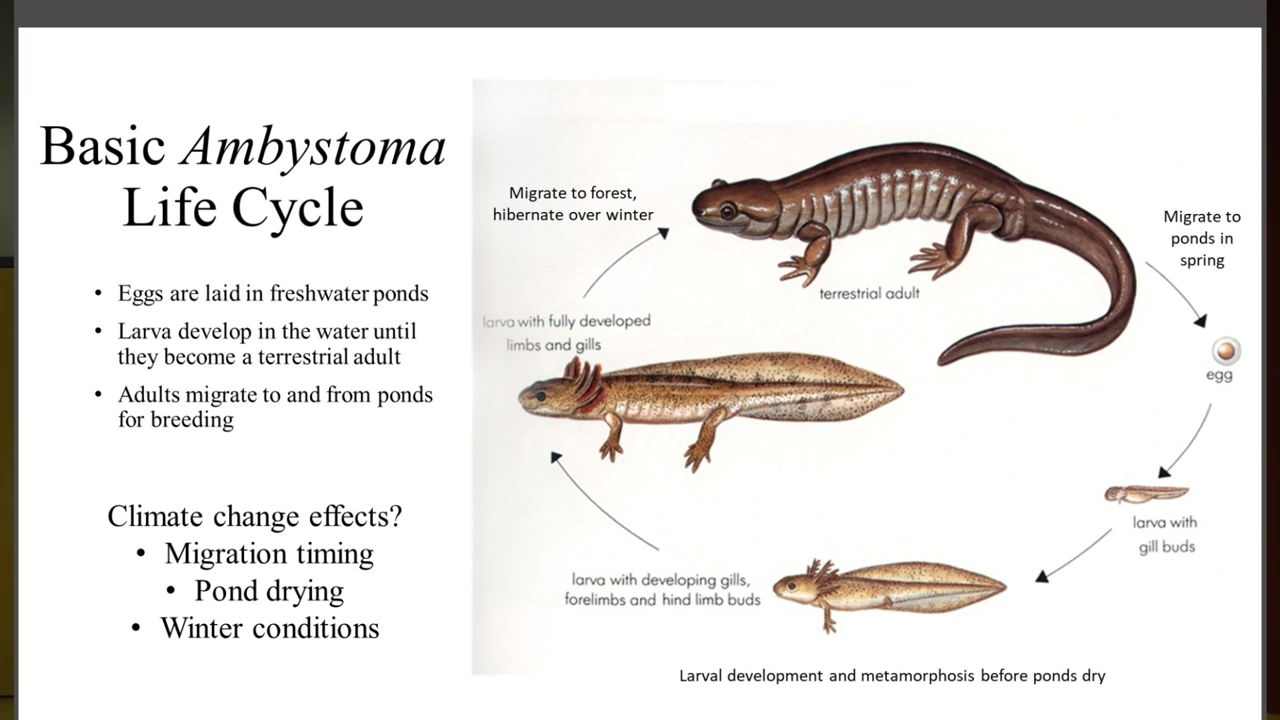 Basic Ambystoma
Life Cycle
• Eggs are laid in freshwater ponds
• Larva develop in the water until
they become a terrestrial adult
• Adults migrate to and from ponds
for breeding
Climate change effects?
• Migration timing
• Pond drying
• Winter conditions
Migrate to forest,
hibernate over winter
terrestrial adult
Migrate to
ponds in
spring
egg
larva with
gill buds
larva with developing gills,
forelimbs and hind limb buds
larva with fully developed
limbs and gills
Larval development and metamorphosis before ponds dry